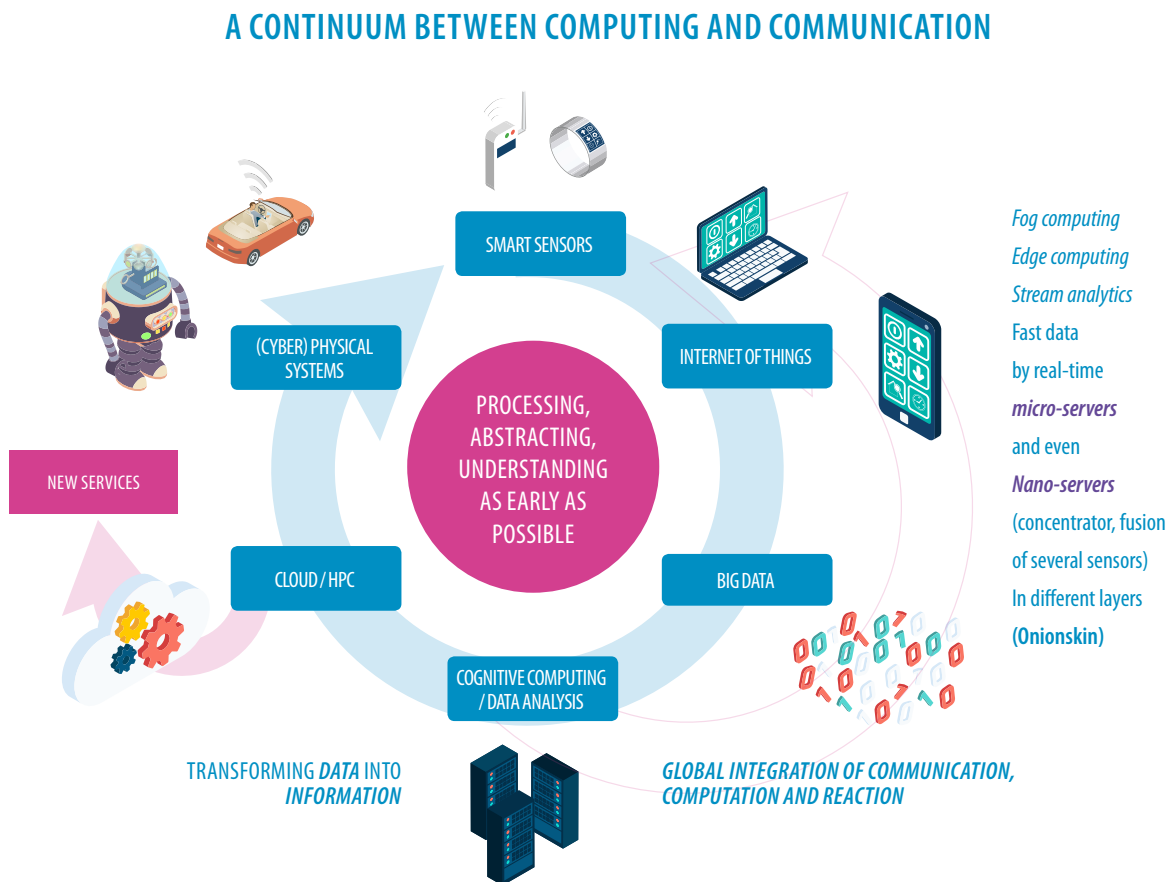 A CONTINUUM BETWEEN COMPUTING AND COMMUNICATION
SMART SENSORS
(CYBER) PHYSICAL
SYSTEMS
INTERNET OF THINGS
PROCESSING,
ABSTRACTING,
UNDERSTANDING
AS EARLY AS
POSSIBLE
NEW SERVICES
CLOUD / HPC
BIG DATA
COGNITIVE COMPUTING
/ DATA ANALYSIS
TRANSFORMING DATA INTO
INFORMATION
GLOBAL INTEGRATION OF COMMUNICATION,
COMPUTATION AND REACTION
Fog computing
Edge computing
Stream analytics
Fast data
by real-time
micro-servers
and even
Nano-servers
(concentrator, fusion
of several sensors)
In different layers
(Onionskin)